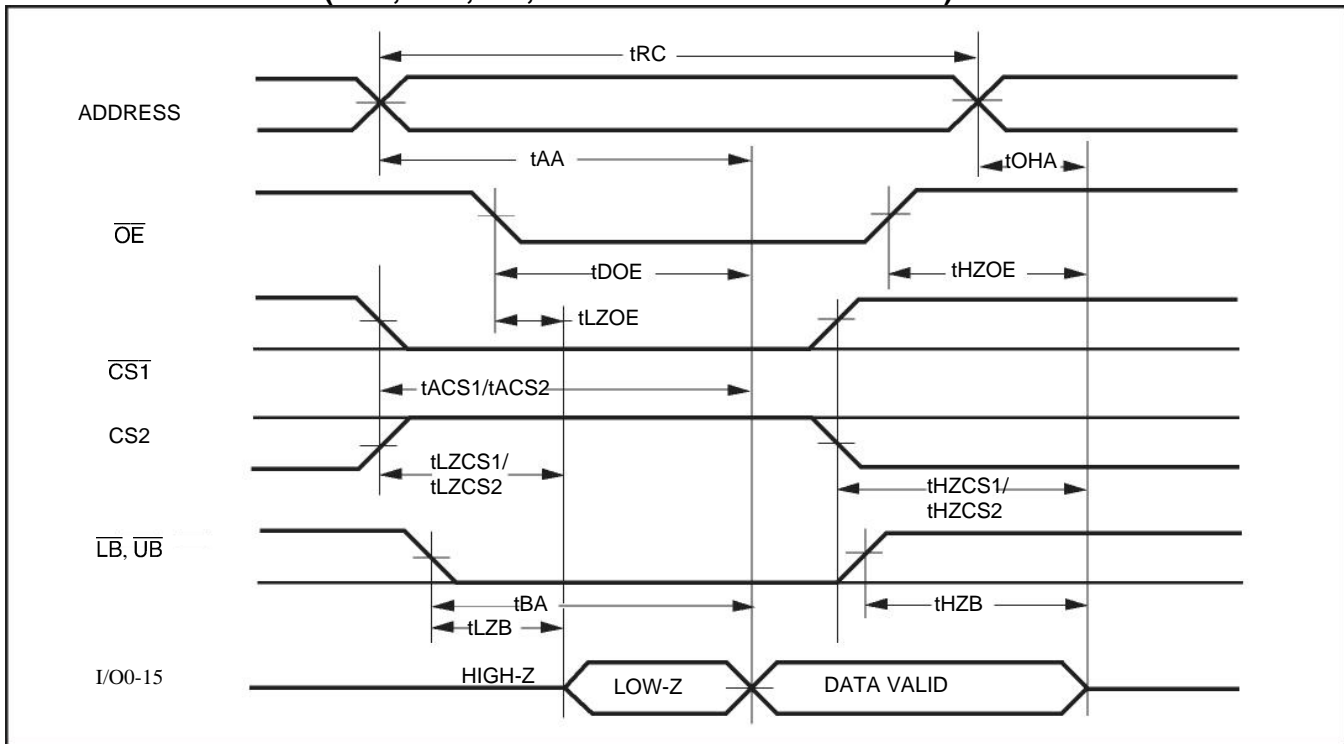 tRC
ADDRESS
tAA
tOHA
OE
tDOE
tHZOE
tLZOE
CS1
tACS1/tACS2
CS2
tLZCS1/
tLZCS2
tHZCS1/
tHZCS2
LB, UB
tBA
tHZB
tLZB
I/O0-15
HIGH-Z
LOW-Z
DATA VALID